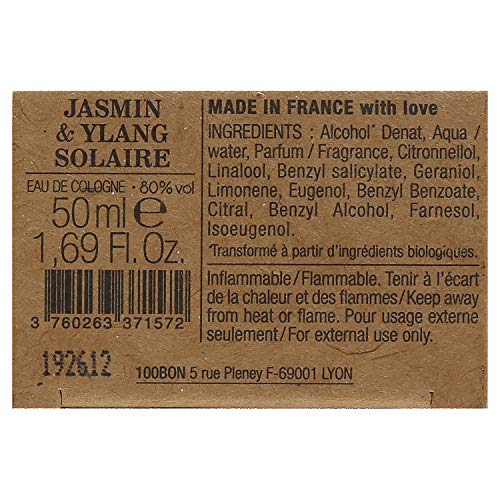 JASMIN
& YLANG
SOLAIRE
EAU DE COLOGNE · 80% vol
50 ml ℮
1,69 Fl. Oz.
3 760263 371572
192612
MADE IN FRANCE with love
INGREDIENTS : Alcohol* Denat, Aqua /
water, Parfum / Fragrance, Citronnellol,
Linalool, Benzyl salicylate, Geraniol,
Limonene, Eugenol, Benzyl Benzoate,
Citral, Benzyl Alcohol, Farnesol,
Isoeugenol.
*Transformé à partir d'ingrédients biologiques.
Inflammable/Flammable. Tenir à l'écart
de la chaleur et des flammes/Keep away
from heat or flame. Pour usage externe
seulement/For external use only.
100BON 5 rue Pleney F-69001 LYON